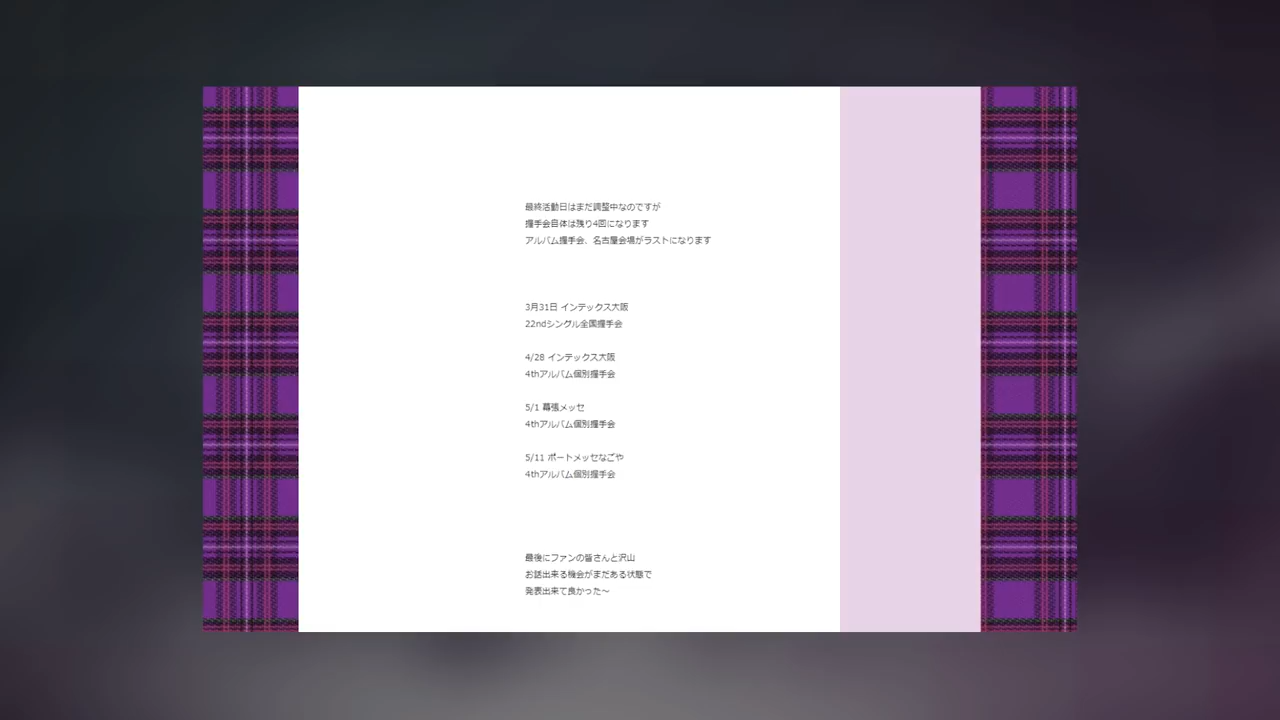 最終活動日はまだ調整中なのですが
握手会自体は残り4回になります
アルバム握手会、名古屋会場がラストになります
3月31日 インテックス大阪
22ndシングル全国握手会
4/28 インテックス大阪
4thアルバム個別握手会
5/1 幕張メッセ
4thアルバム個別握手会
5/11 ポートメッセなごや
4thアルバム個別握手会
最後にファンの皆さんと沢山
お話出来る機会がまだある状態で
発表出来て良かった〜